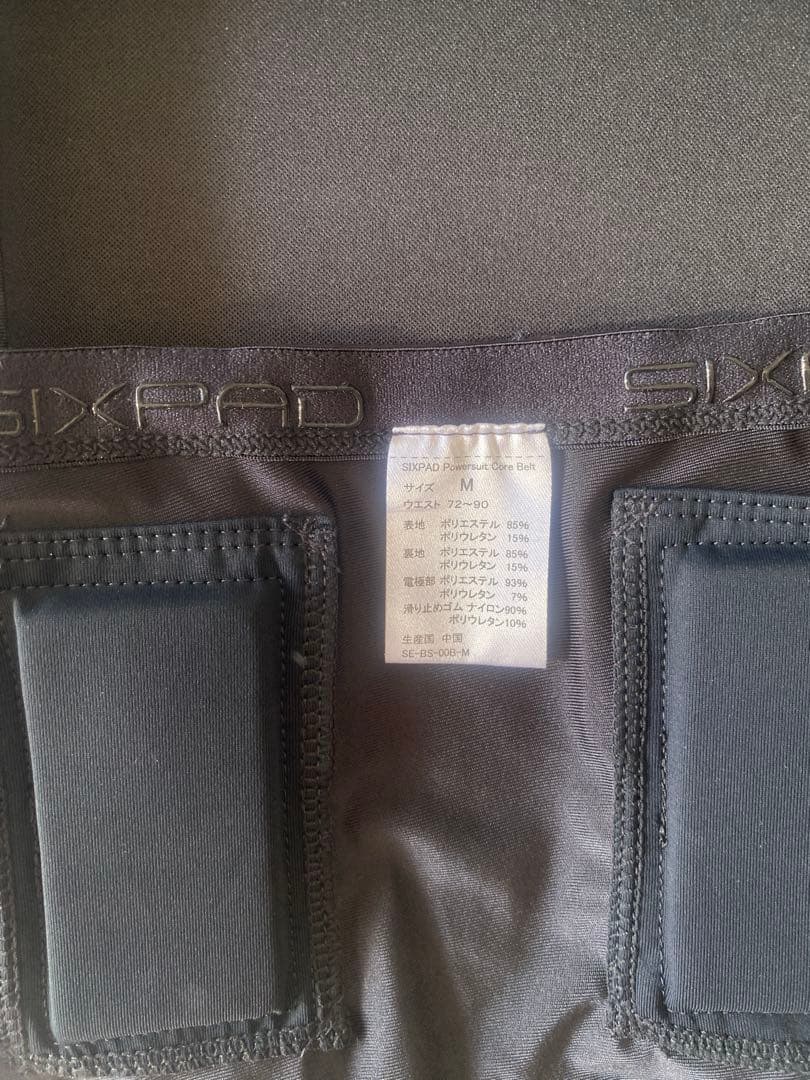 SIXPAD SIXP
SIXPAD Powersuit Core Belt
サイズ M
ウエスト 72〜90
表地 ポリエステル 85%
ポリウレタン 15%
裏地 ポリエステル 85%
ポリウレタン 15%
電極部 ポリエステル 93%
ポリウレタン 7%
滑り止めゴム ナイロン90%
ポリウレタン10%
生産国 中国
SE-BS-00B-M